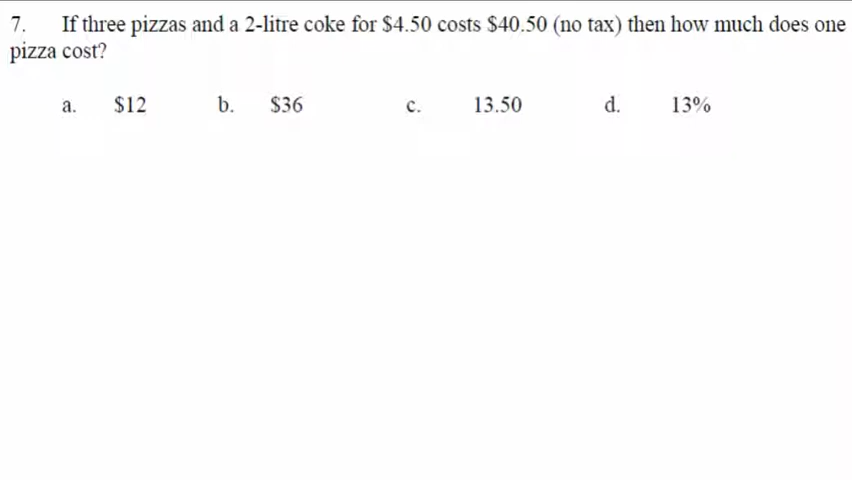 7. If three pizzas and a 2-litre coke for $4.50 costs $40.50 (no tax) then how much does one
pizza cost?
a. $12 b. $36 c. 13.50 d. 13%